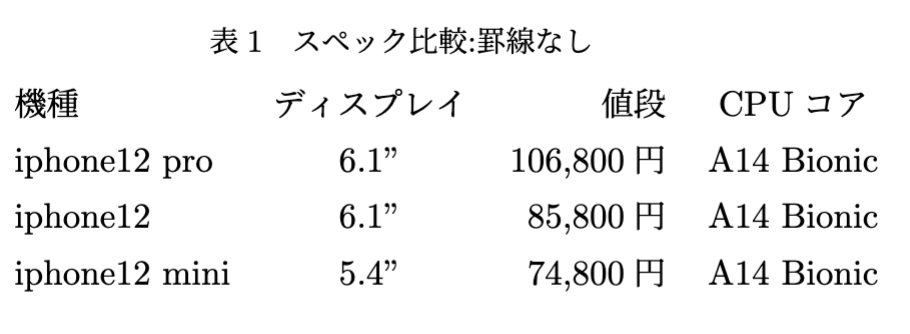 表 1　スペック比較:罫線なし
機種 ディスプレイ 値段 CPU コア
iphone12 pro 6.1” 106,800 円 A14 Bionic
iphone12 6.1” 85,800 円 A14 Bionic
iphone12 mini 5.4” 74,800 円 A14 Bionic